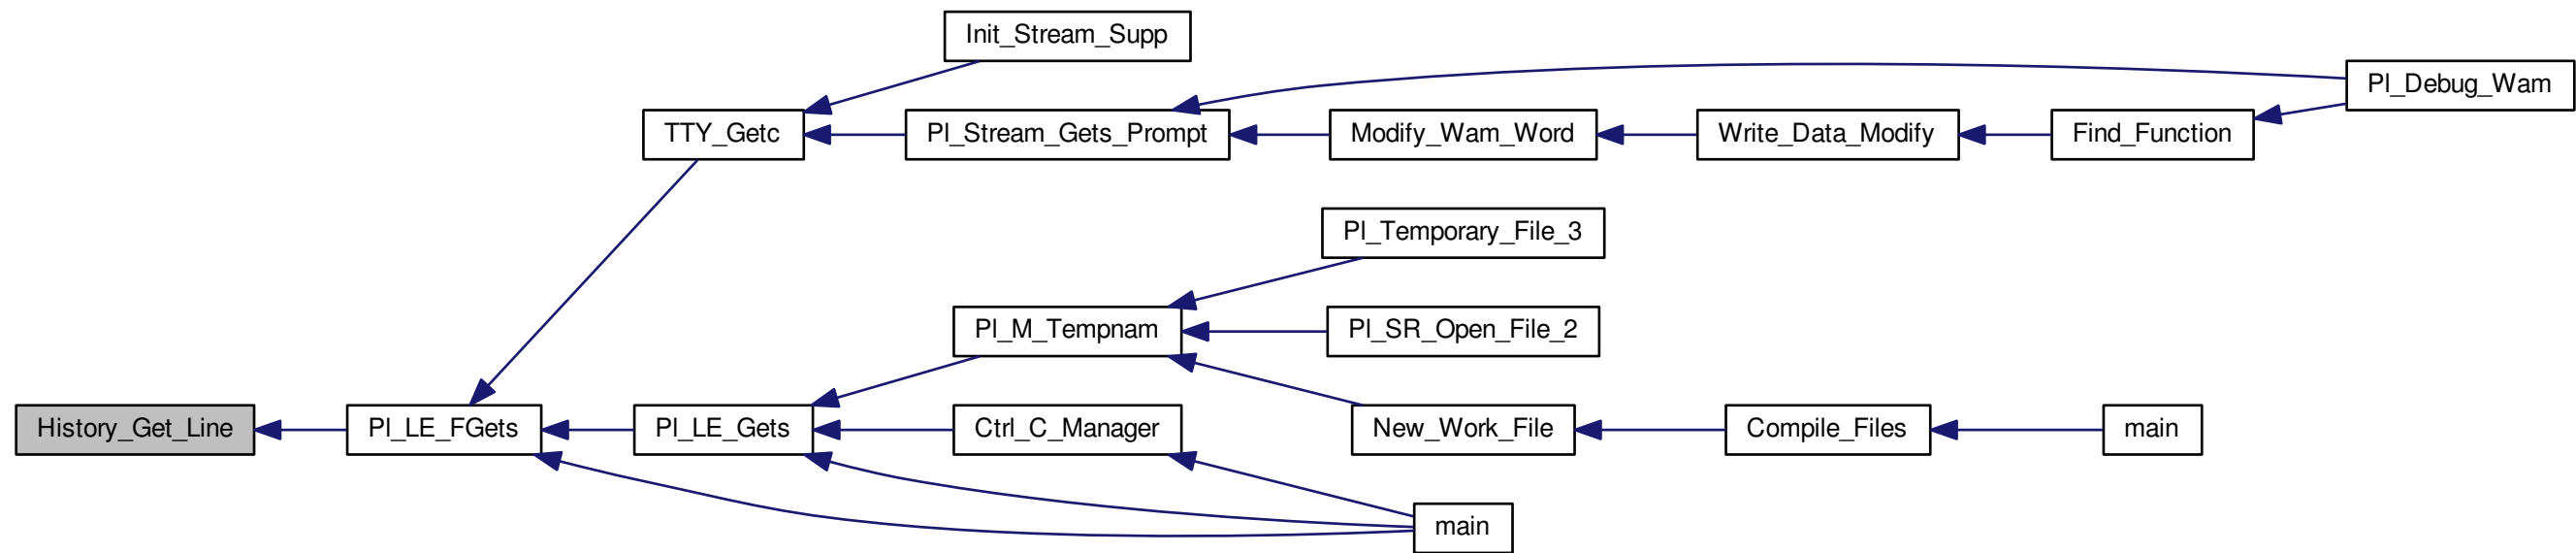 Init_Stream_Supp
Pl_Debug_Wam
TTY_Getc
Pl_Stream_Gets_Prompt
Modify_Wam_Word
Write_Data_Modify
Find_Function
Pl_Temporary_File_3
Pl_M_Tempnam
Pl_SR_Open_File_2
History_Get_Line
Pl_LE_FGets
Pl_LE_Gets
Ctrl_C_Manager
New_Work_File
Compile_Files
main
main